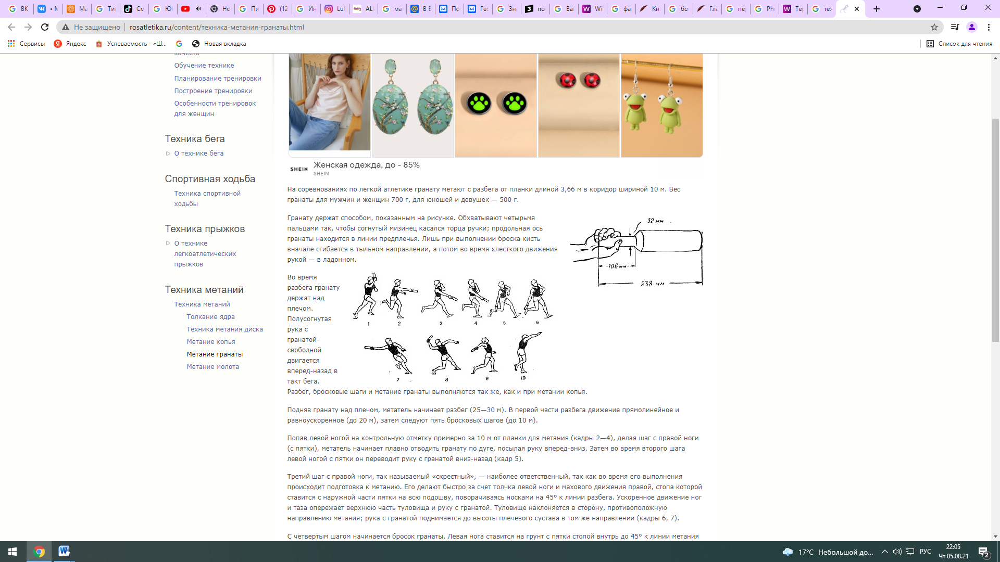 ВК
• М
Ма
Ти
См
Ют
Но
Пи
(12
Ин
Lul
ALI
ма
В Б
По
Гес
Зна
по
Ваї
Wil
фа
Кн
бо
Гла
пер
Pho
Тер
тех
Не защищено
rosatletika.ru/content/техника-метания-гранаты.html
Сервисы
Яндекс
Успеваемость - «Ш...
Новая вкладка
Список для чтения
качеств
Обучение технике
Планирование тренировки
Построение тренировки
Особенности тренировок
для женщин
Техника бега
О технике бега
Спортивная ходьба
Техника спортивной
ходьбы
Техника прыжков
О технике
легкоатлетических
прыжков
Техника метаний
Техника метаний
Толкание ядра
Техника метания диска
Метание копья
Метание гранаты
Метание молота
SHEIN
Женская одежда, до - 85%
SHEIN
На соревнованиях по легкой атлетике гранату метают с разбега от планки длиной 3,66 м в коридор шириной 10 м. Вес
гранаты для мужчин и женщин 700 г, для юношей и девушек — 500 г.
Гранату держат способом, показанным на рисунке. Обхватывают четырьмя
пальцами так, чтобы согнутый мизинец касался торца ручки; продольная ось
гранаты находится в линии предплечья. Лишь при выполнении броска кисть
вначале сгибается в тыльном направлении, а потом во время хлесткого движения
рукой — в ладонном.
32 мм
106 мм
238 мм
Во время
разбега гранату
держат над
плечом.
Полусогнутая
рука с
гранатой-
свободной
двигается
вперед-назад в
такт бега.
1 2 3 4 5 6
7 8 9 10
Разбег, бросковые шаги и метание гранаты выполняются так же, как и при метании копья.
Подняв гранату над плечом, метатель начинает разбег (25—30 м). В первой части разбега движение прямолинейное и
равноускоренное (до 20 м), затем следуют пять бросковых шагов (до 10 м).
Попав левой ногой на контрольную отметку примерно за 10 м от планки для метания (кадры 2—4), делая шаг с правой ноги
(с пятки), метатель начинает плавно отводить гранату по дуге, посылая руку вперед-вниз. Затем во время второго шага
левой ногой с пятки он переводит руку с гранатой вниз-назад (кадр 5).
Третий шаг с правой ноги, так называемый «скрестный», — наиболее ответственный, так как во время его выполнения
происходит подготовка к метанию. Его делают быстро за счет толчка левой ноги и махового движения правой, стопа которой
ставится с наружной части пятки на всю подошву, поворачиваясь носками на 45° к линии разбега. Ускоренное движение ног
и таза опережает верхнюю часть туловища и руку с гранатой. Туловище наклоняется в сторону, противоположную
направлению метания; рука с гранатой поднимается до высоты плечевого сустава в том же направлении (кадры 6, 7).
С четвертым шагом начинается бросок гранаты. Левая нога ставится на грунт с пятки стопой внутрь до 45° к линии метания
17°C Небольшой до...
РУС
22:05
Чт 05.08.21
2